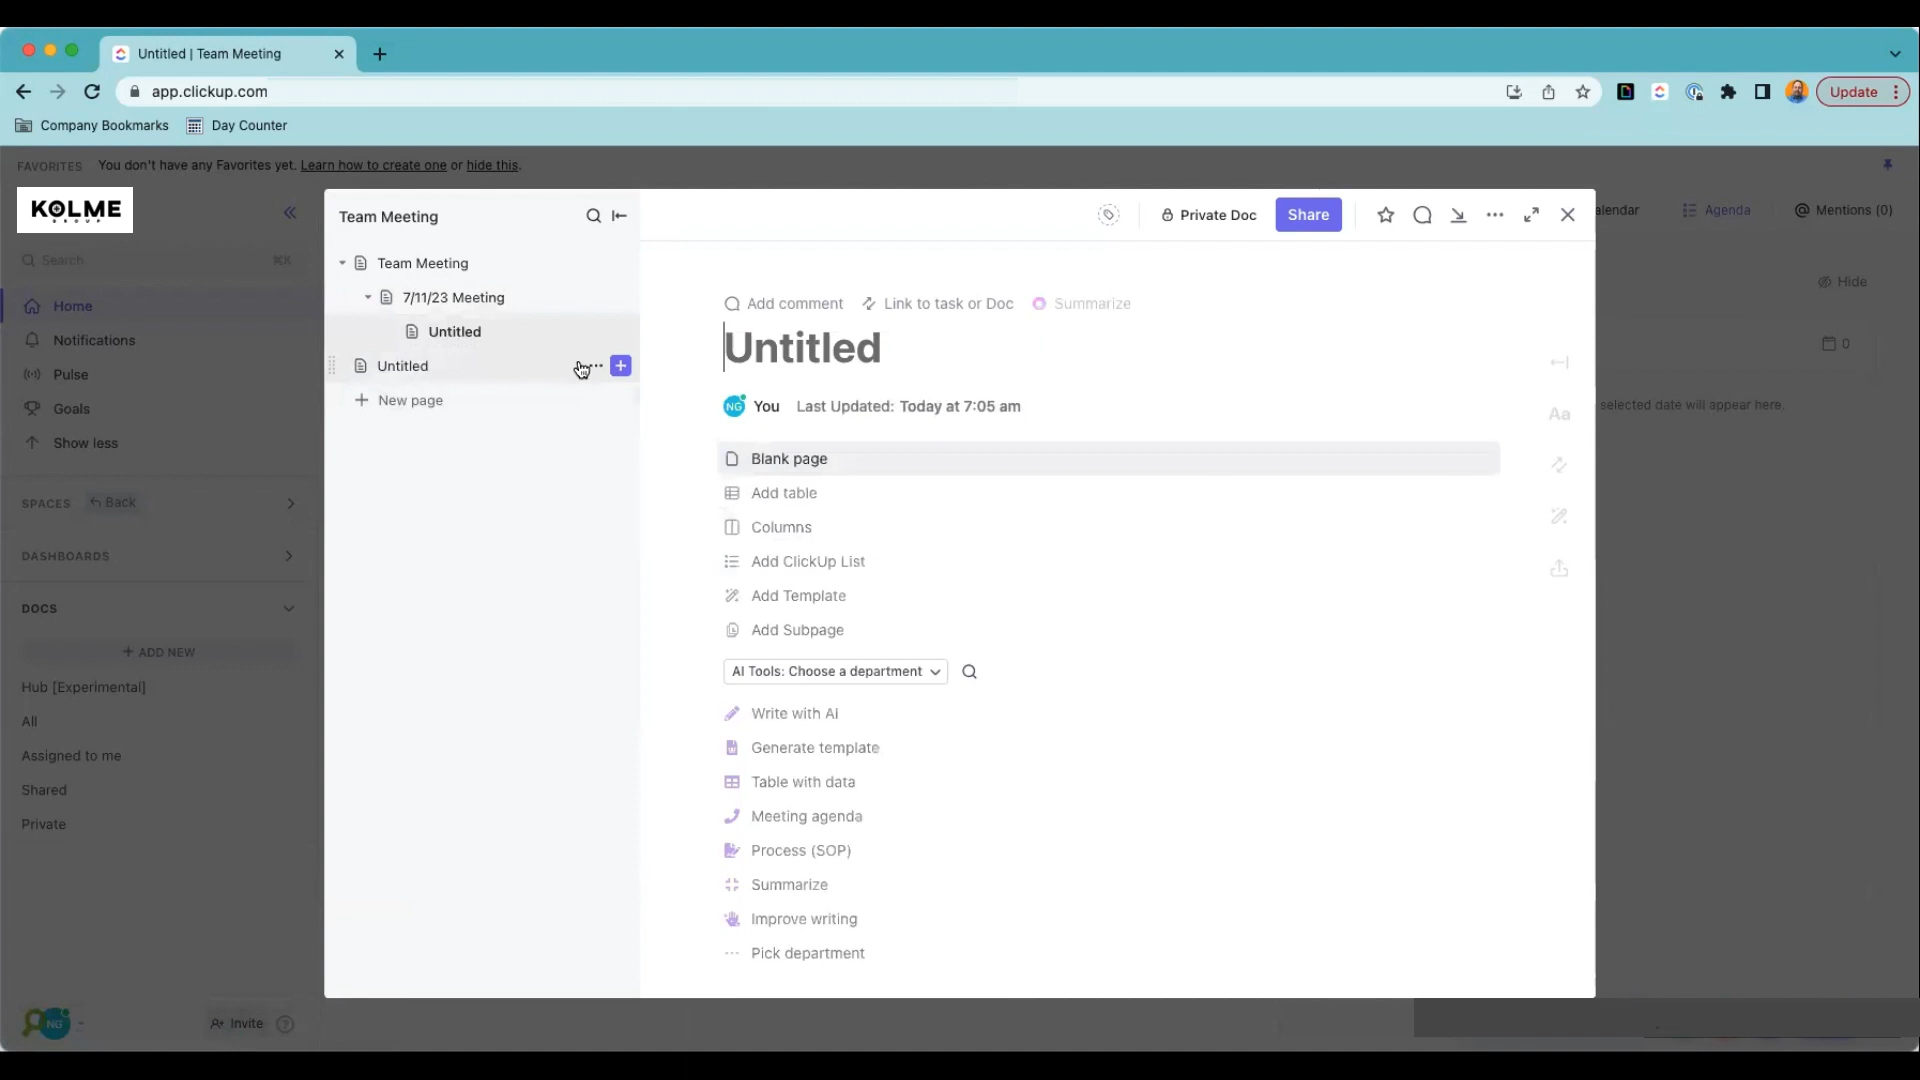 Untitled | Team Meeting
app.clickup.com
Update
Company Bookmarks
Day Counter
FAVORITES You don't have any Favorites yet. Learn how to create one or hide this.
KOLME
GROUP
Team Meeting
Private Doc
Share
alendar
Agenda
Mentions (0)
Search
⌘K
Team Meeting
Hide
Home
7/11/23 Meeting
Add comment
Link to task or Doc
Summarize
Notifications
Untitled
Untitled
0
Pulse
Untitled
Goals
New page
You
Last Updated: Today at 7:05 am
selected date will appear here.
Aa
Show less
Blank page
SPACES
Back
Add table
Columns
DASHBOARDS
Add ClickUp List
DOCS
Add Template
Add Subpage
+ ADD NEW
AI Tools: Choose a department
Hub [Experimental]
Write with AI
All
Generate template
Assigned to me
Table with data
Shared
Meeting agenda
Private
Process (SOP)
Summarize
Improve writing
Pick department
NG
NG
Invite
?